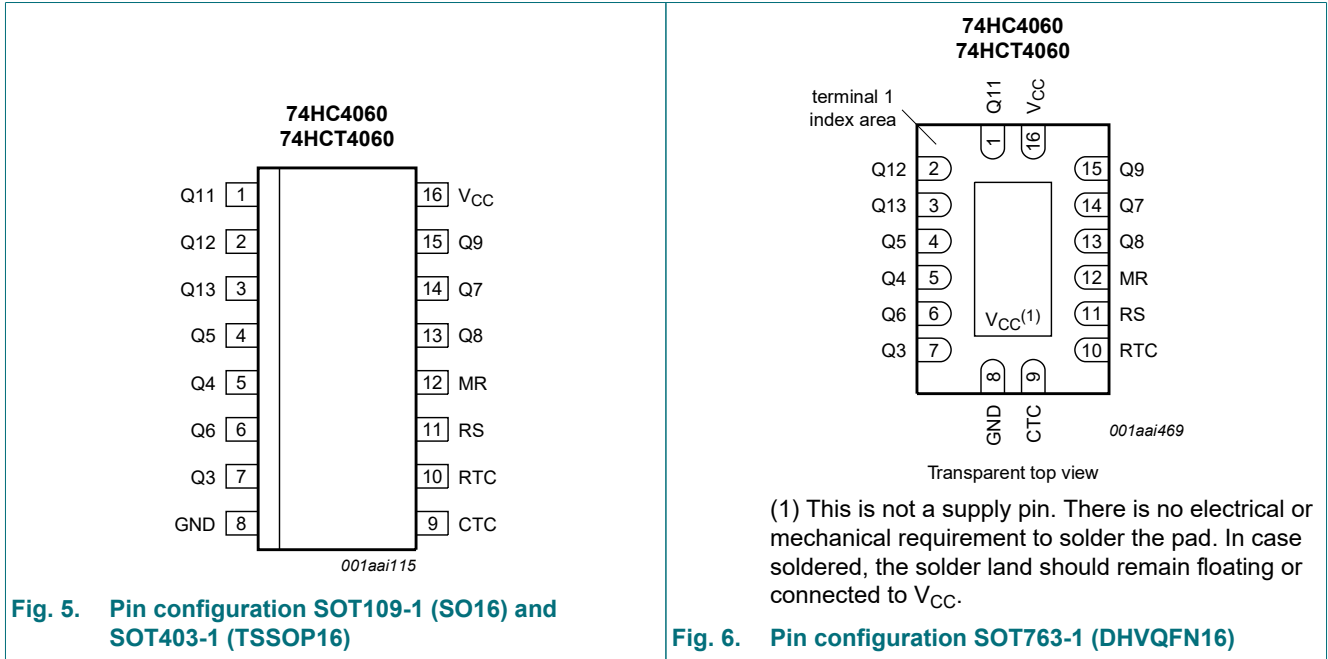 74HC4060
74HCT4060
Q11 1
Q12 2
Q13 3
Q5 4
Q4 5
Q6 6
Q3 7
GND 8
16 VCC
15 Q9
14 Q7
13 Q8
12 MR
11 RS
10 RTC
9 CTC
001aai115
Fig. 5. Pin configuration SOT109-1 (SO16) and
SOT403-1 (TSSOP16)
74HC4060
74HCT4060
terminal 1
index area
Q11
VCC
1
16
Q12 2
Q13 3
Q5 4
Q4 5
Q6 6
Q3 7
15 Q9
14 Q7
13 Q8
12 MR
11 RS
10 RTC
VCC(1)
8
9
GND
CTC
001aai469
Transparent top view
(1) This is not a supply pin. There is no electrical or
mechanical requirement to solder the pad. In case
soldered, the solder land should remain floating or
connected to VCC.
Fig. 6. Pin configuration SOT763-1 (DHVQFN16)